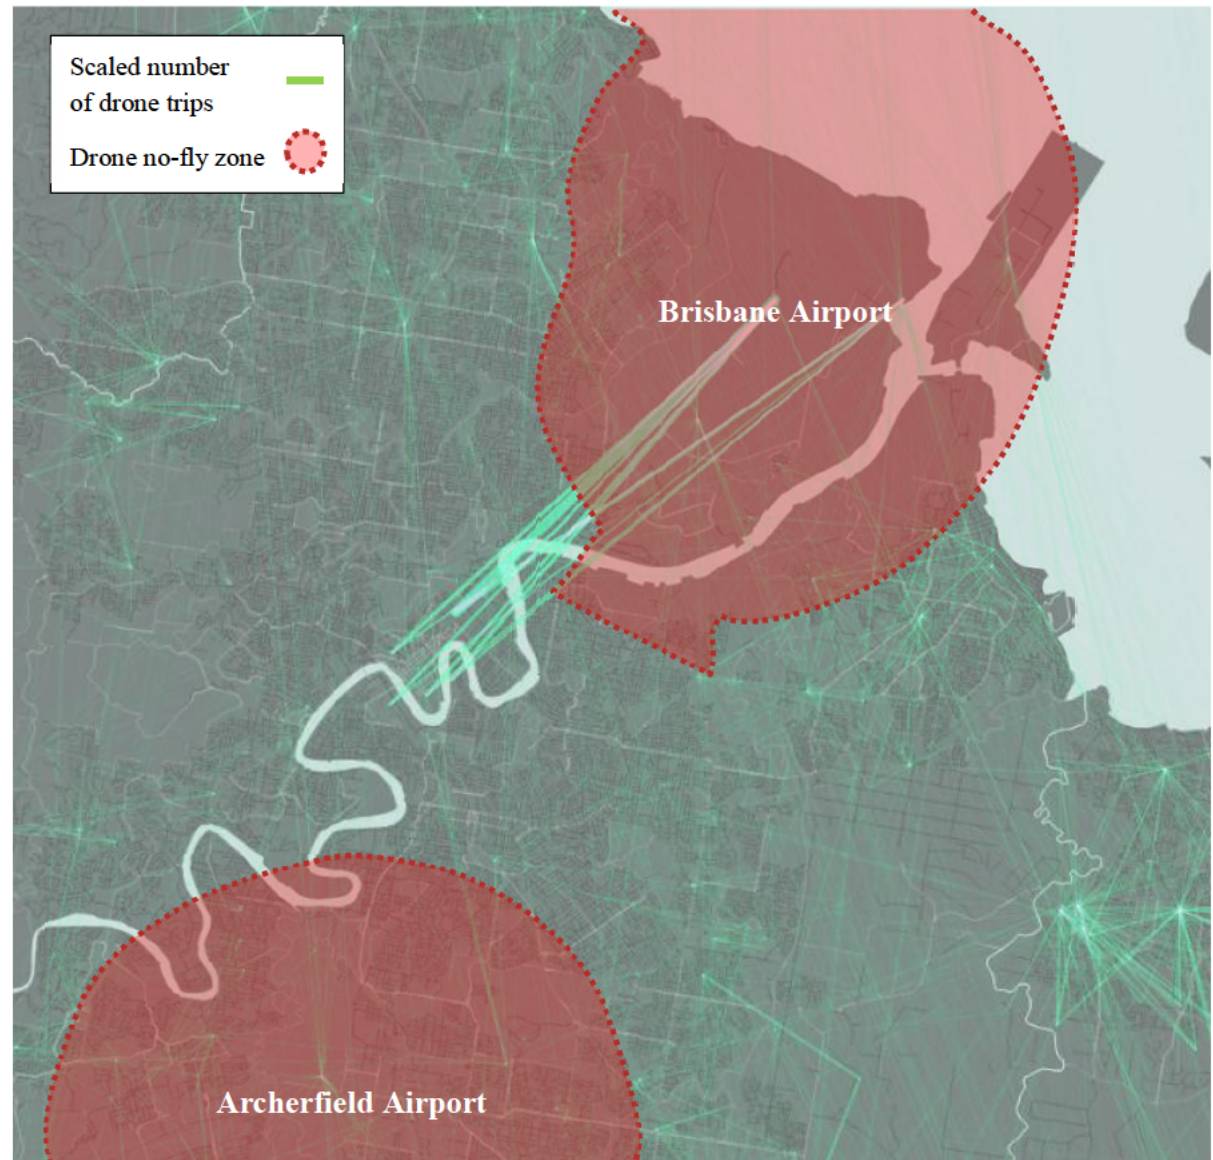 Scaled number
of drone trips
Drone no-fly zone
Brisbane Airport
Archerfield Airport